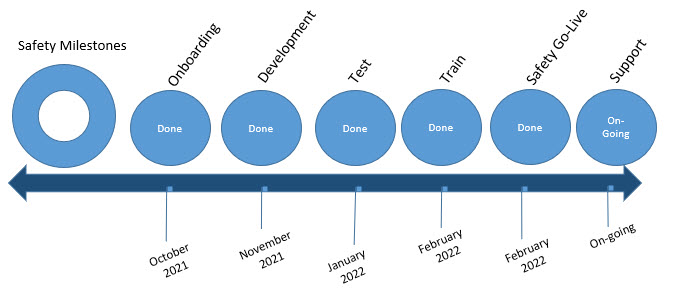 Safety Milestones
Onboarding
Development
Test
Train
Safety Go-Live
Support
Done
Done
Done
Done
Done
On-
Going
October
2021
November
2021
January
2022
February
2022
February
2022
On-going